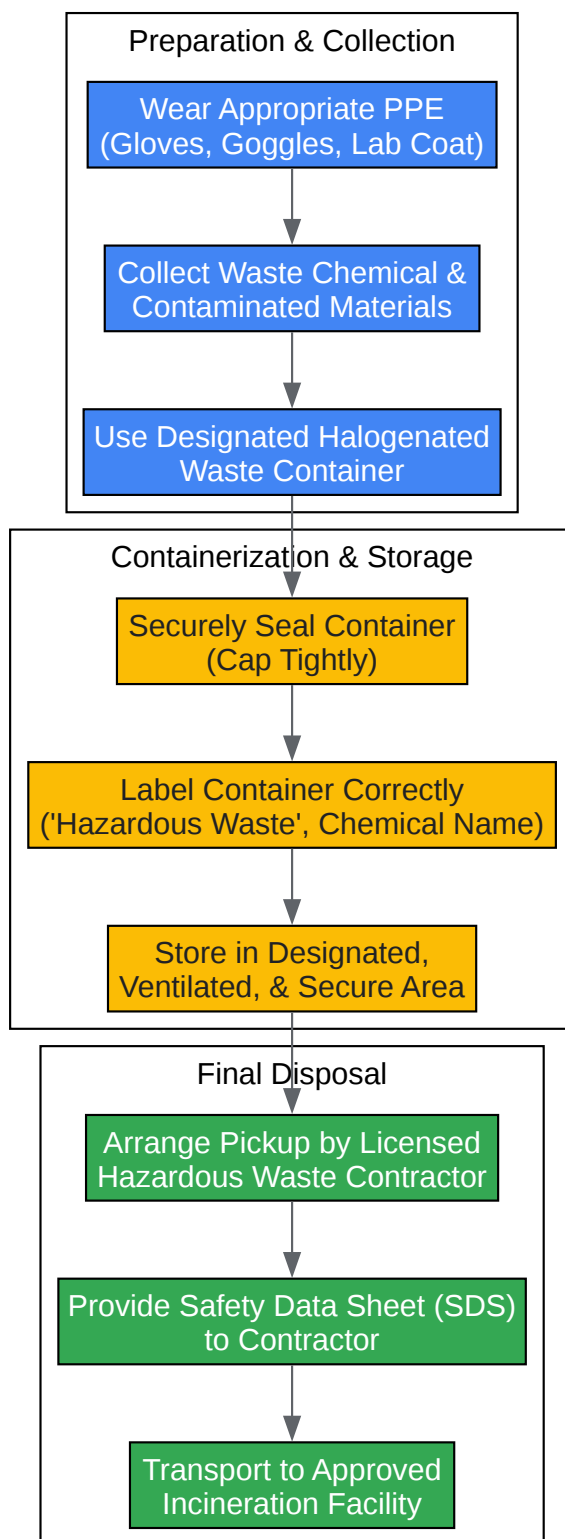 Preparation & Collection
Wear Appropriate PPE
(Gloves, Goggles, Lab Coat)
Collect Waste Chemical &
Contaminated Materials
Use Designated Halogenated
Waste Container
Containerization & Storage
Securely Seal Container
(Cap Tightly)
Label Container Correctly
('Hazardous Waste', Chemical Name)
Store in Designated,
Ventilated, & Secure Area
Final Disposal
Arrange Pickup by Licensed
Hazardous Waste Contractor
Provide Safety Data Sheet (SDS)
to Contractor
Transport to Approved
Incineration Facility